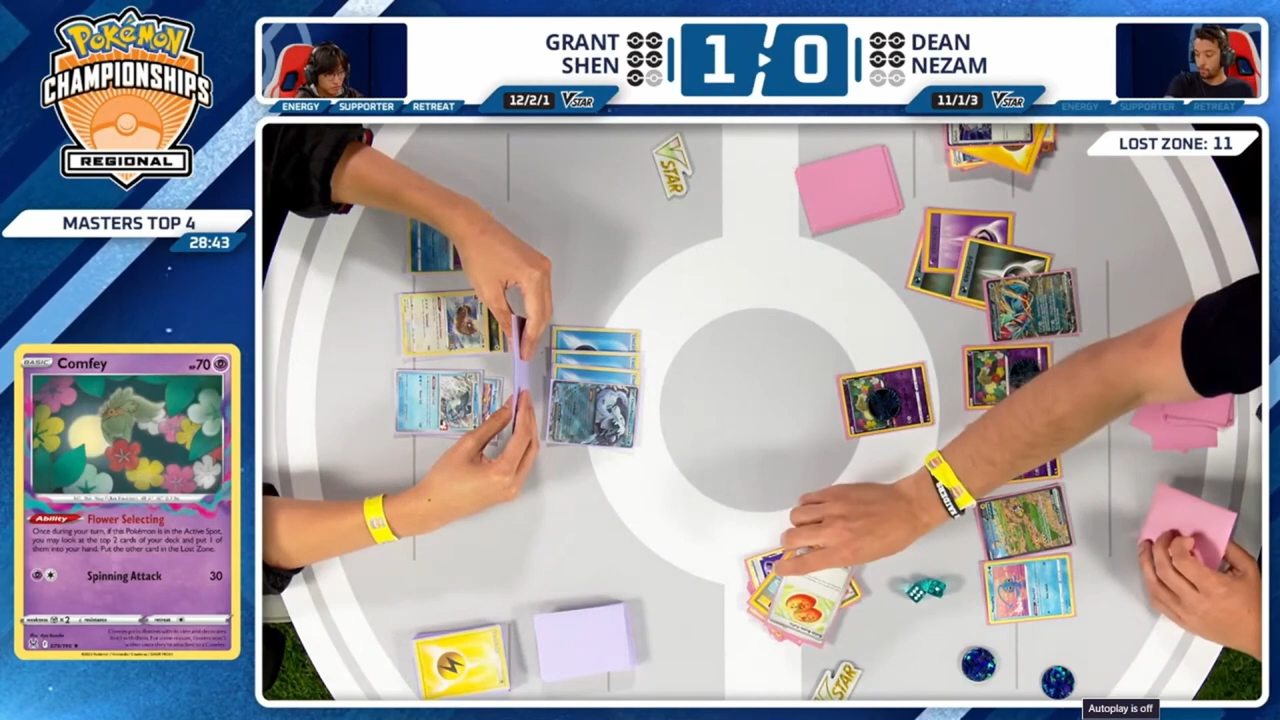 Pokémon
CHAMPIONSHIPS
REGIONAL
MASTERS TOP 4
28:43
GRANT
SHEN
1
0
DEAN
NEZAM
ENERGY
SUPPORTER
RETREAT
12/2/1
VSTAR
11/1/3
VSTAR
ENERGY
SUPPORTER
RETREAT
LOST ZONE: 11
VSTAR
VSTAR
BASIC
Comfey
HP70
Ability
Flower Selecting
Once during your turn, if this Pokémon is in the Active Spot,
you may look at the top 2 cards of your deck and put 1 of
them into your hand. Put the other card in the Lost Zone.
Spinning Attack
30
weakness
x2
resistance
retreat
Autoplay is off